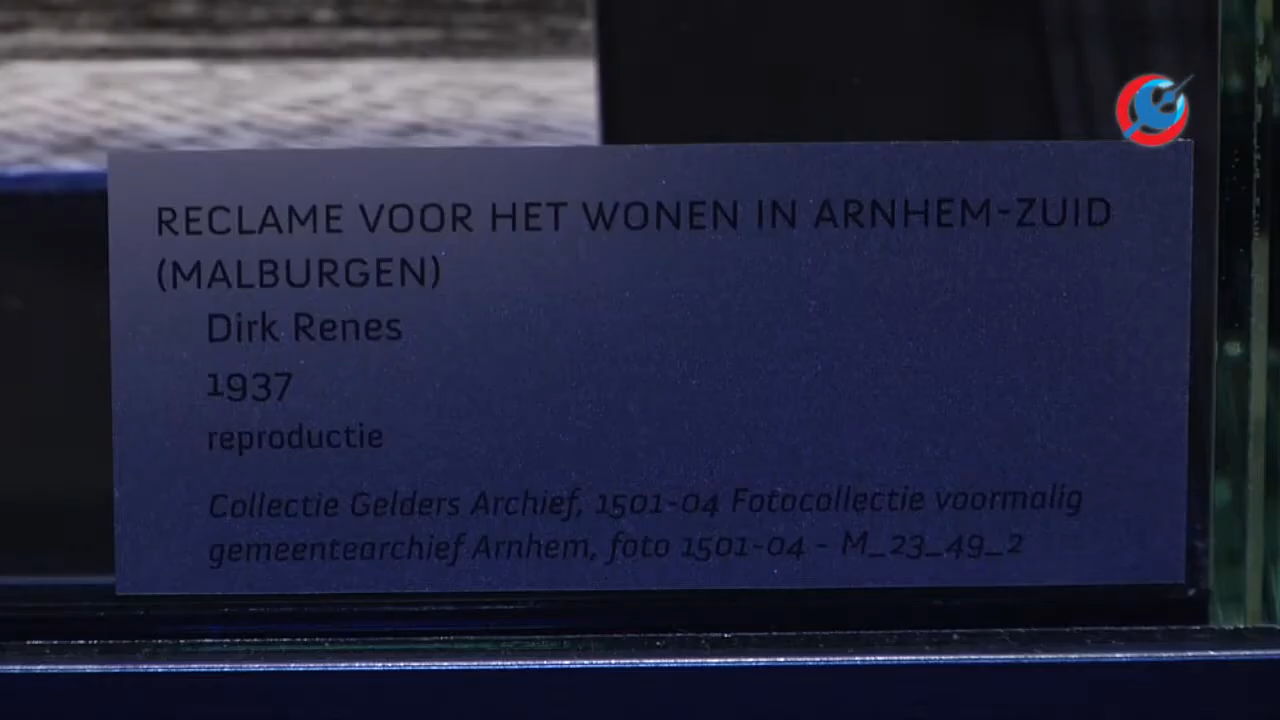 RECLAME VOOR HET WONEN IN ARNHEM-ZUID
(MALBURGEN)
Dirk Renes
1937
reproductie
Collectie Gelders Archief, 1501-04 Fotocollectie voormalig
gemeentearchief Arnhem, foto 1501-04 - M_23_49_2